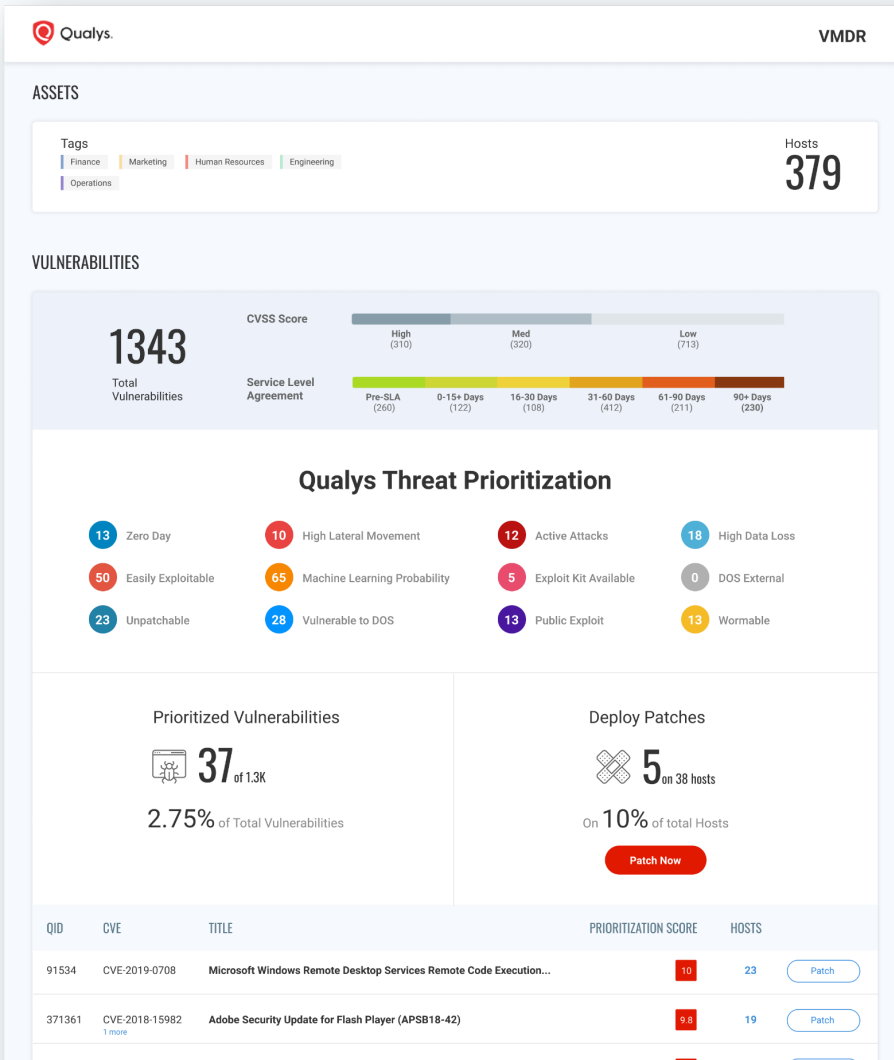 Qualys.
VMDR
ASSETS
Tags
Finance Marketing Human Resources Engineering
Operations
Hosts
379
VULNERABILITIES
1343
Total
Vulnerabilities
CVSS Score
High Med Low
(310) (320) (713)
Service Level
Agreement
Pre-SLA 0-15+ Days 16-30 Days 31-60 Days 61-90 Days 90+ Days
(260) (122) (108) (412) (211) (230)
Qualys Threat Prioritization
13 Zero Day 10 High Lateral Movement 12 Active Attacks 18 High Data Loss
50 Easily Exploitable 65 Machine Learning Probability 5 Exploit Kit Available 0 DOS External
23 Unpatchable 28 Vulnerable to DOS 13 Public Exploit 13 Wormable
Prioritized Vulnerabilities
37 of 1.3K
2.75% of Total Vulnerabilities
Deploy Patches
5 on 38 hosts
On 10% of total Hosts
Patch Now
QID CVE TITLE PRIORITIZATION SCORE HOSTS
91534 CVE-2019-0708 Microsoft Windows Remote Desktop Services Remote Code Execution... 10 23 Patch
371361 CVE-2018-15982 Adobe Security Update for Flash Player (APSB18-42) 9.8 19 Patch
1 more